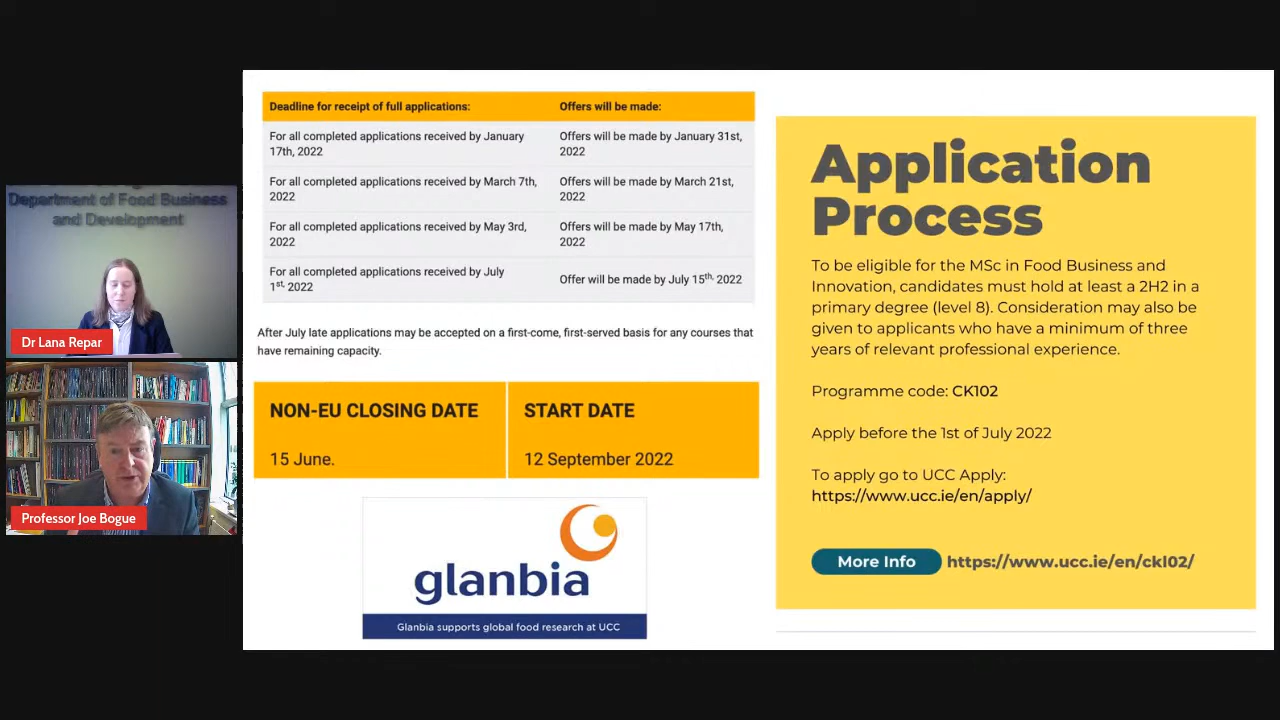 Department of Food Business
and Development
Dr Lana Repar
Professor Joe Bogue
Deadline for receipt of full applications:
Offers will be made:
For all completed applications received by January
17th, 2022
Offers will be made by January 31st,
2022
For all completed applications received by March 7th,
2022
Offers will be made by March 21st,
2022
For all completed applications received by May 3rd,
2022
Offers will be made by May 17th,
2022
For all completed applications received by July
1st, 2022
Offer will be made by July 15th, 2022
After July late applications may be accepted on a first-come, first-served basis for any courses that
have remaining capacity.
NON-EU CLOSING DATE
15 June.
START DATE
12 September 2022
glanbia
Glanbia supports global food research at UCC
Application
Process
To be eligible for the MSc in Food Business and
Innovation, candidates must hold at least a 2H2 in a
primary degree (level 8). Consideration may also be
given to applicants who have a minimum of three
years of relevant professional experience.
Programme code: CK102
Apply before the 1st of July 2022
To apply go to UCC Apply:
https://www.ucc.ie/en/apply/
More Info
https://www.ucc.ie/en/ckl02/